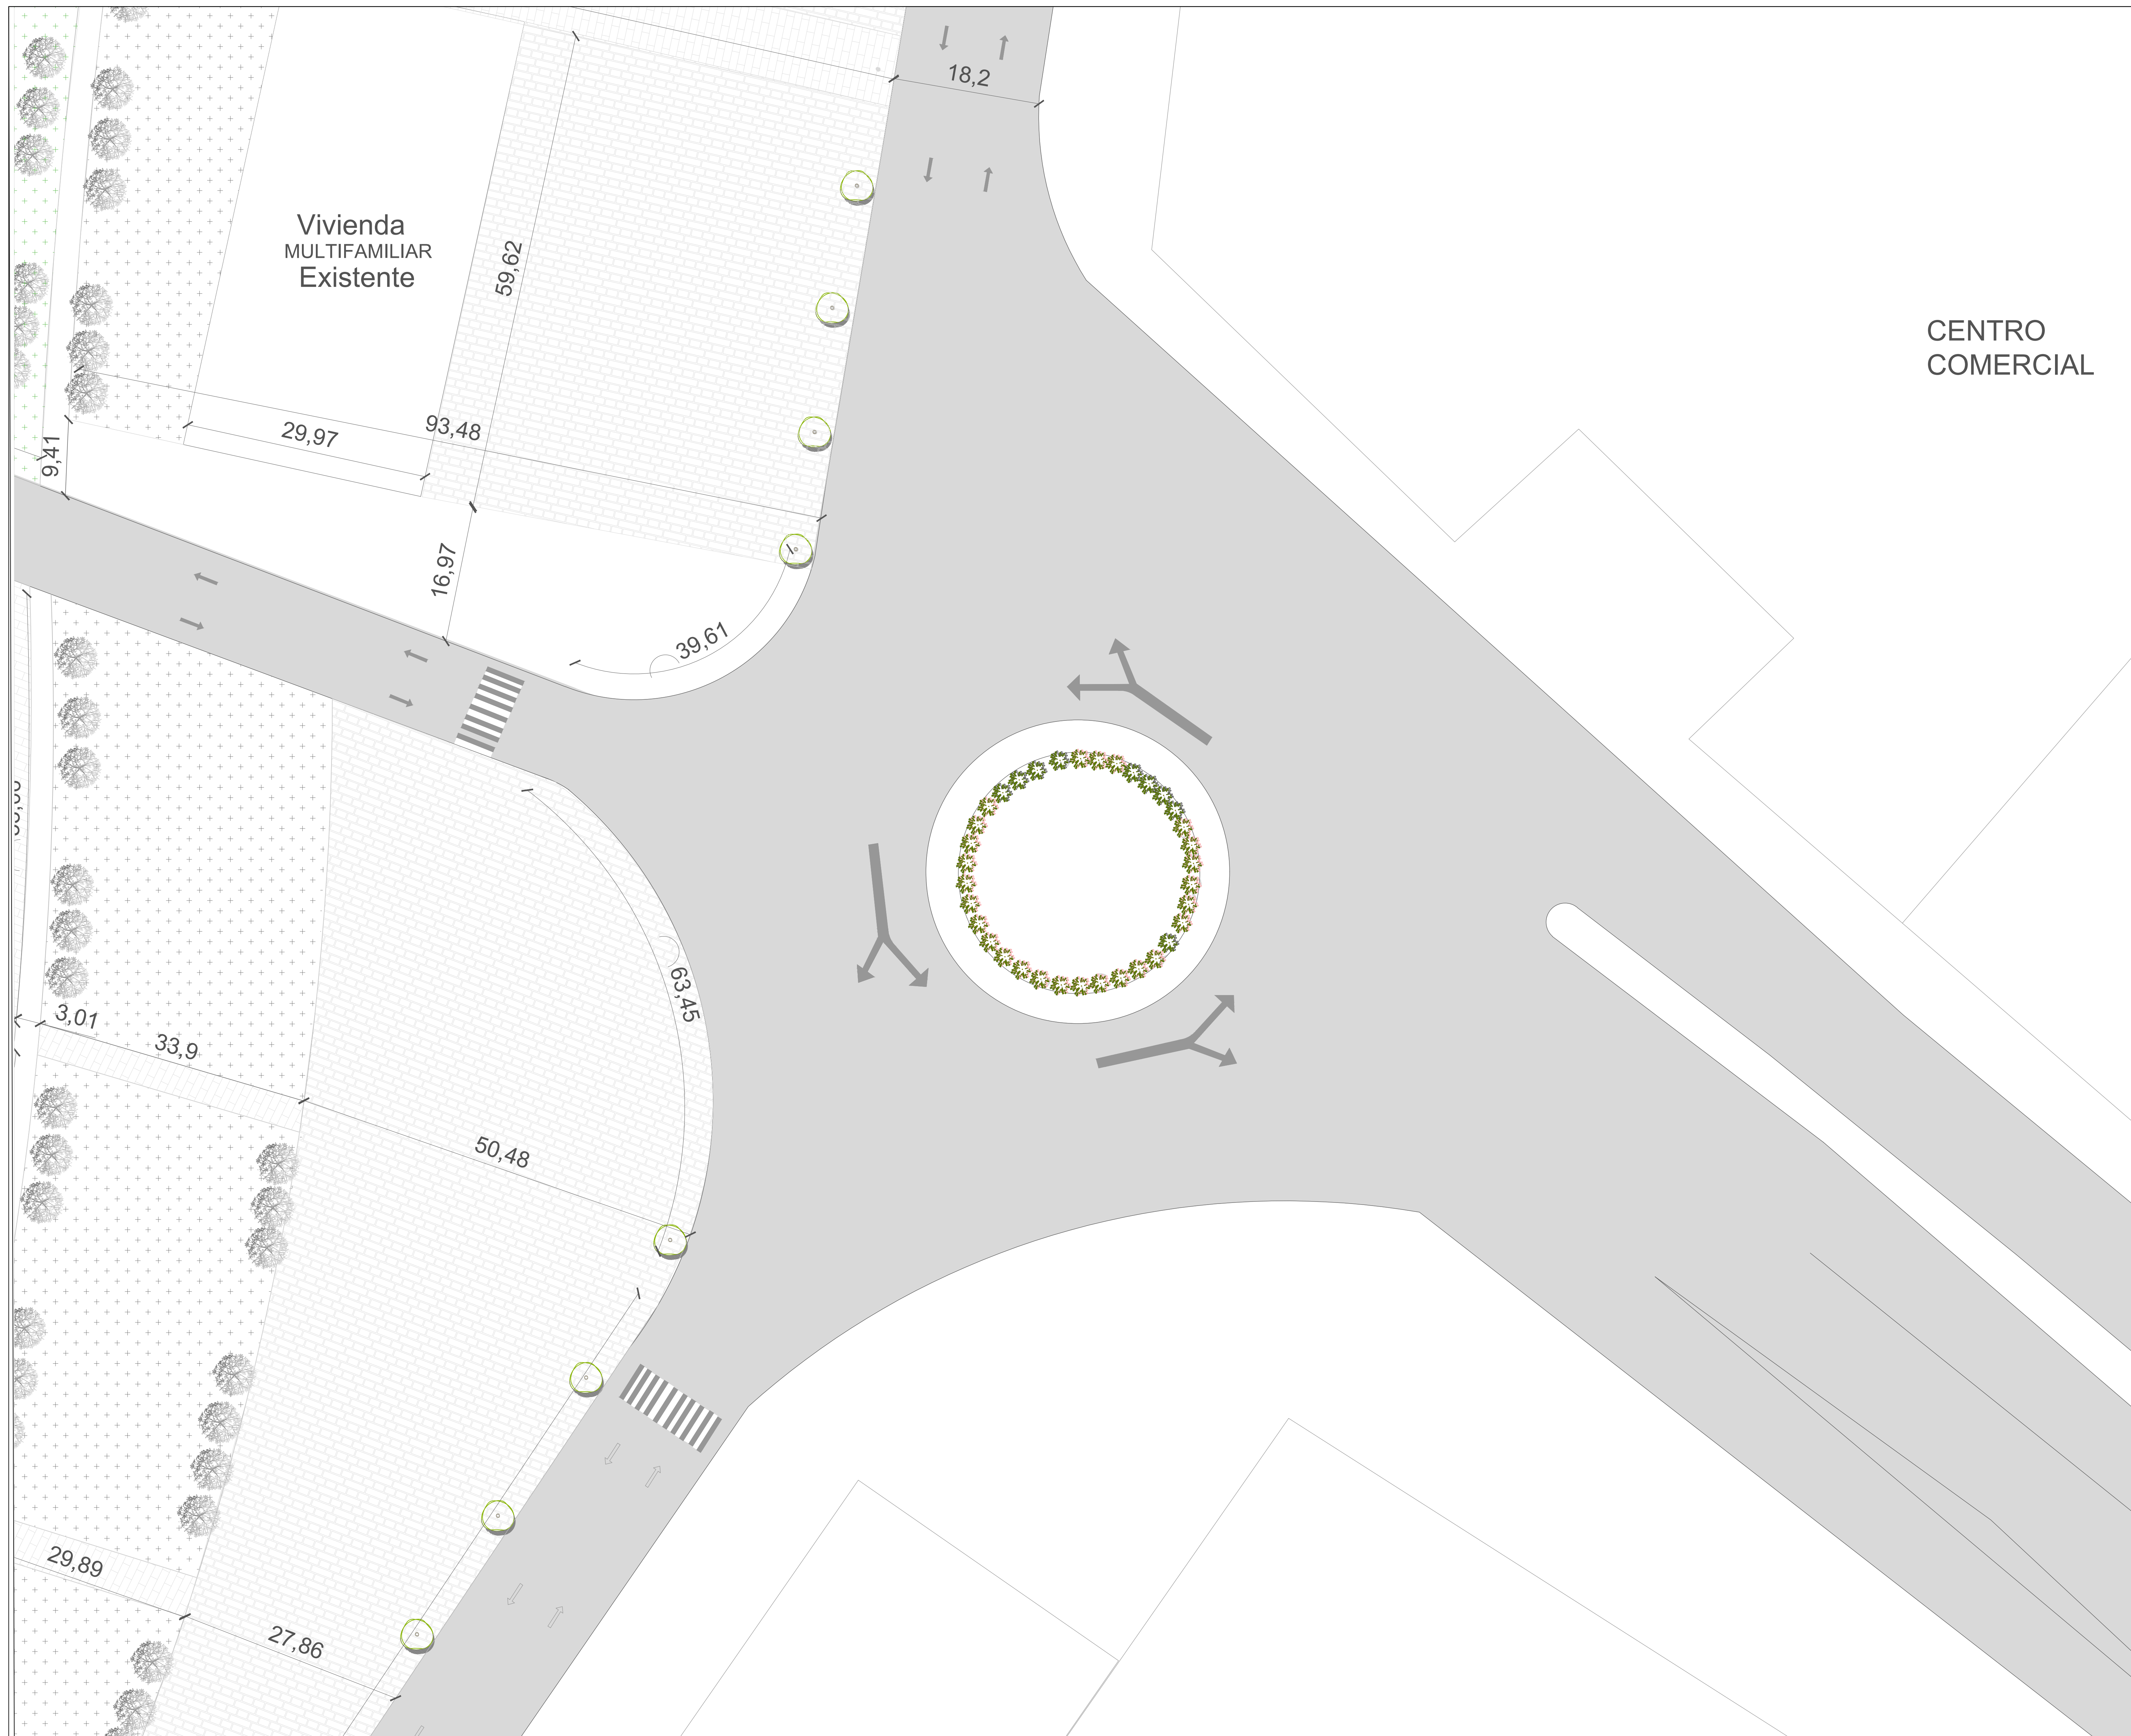 18,2
Vivienda
MULTIFAMILIAR
Existente
59,62
CENTRO
COMERCIAL
93,48
29,97
9,41
16,97
39,61
63,45
3,01
33,9
50,48
29,89
27,86